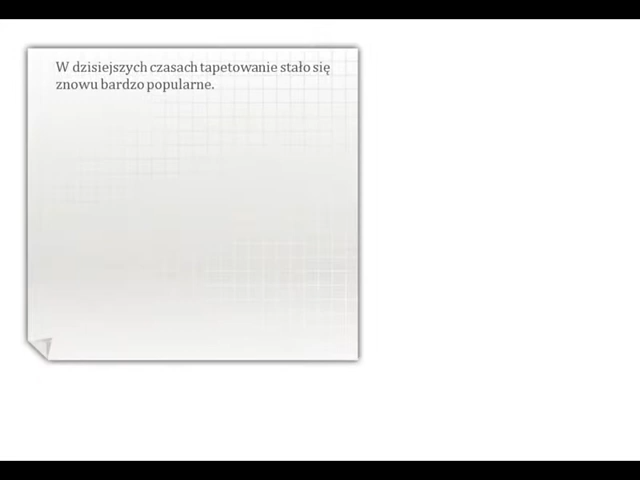 W dzisiejszych czasach tapetowanie stało się
znowu bardzo popularne.